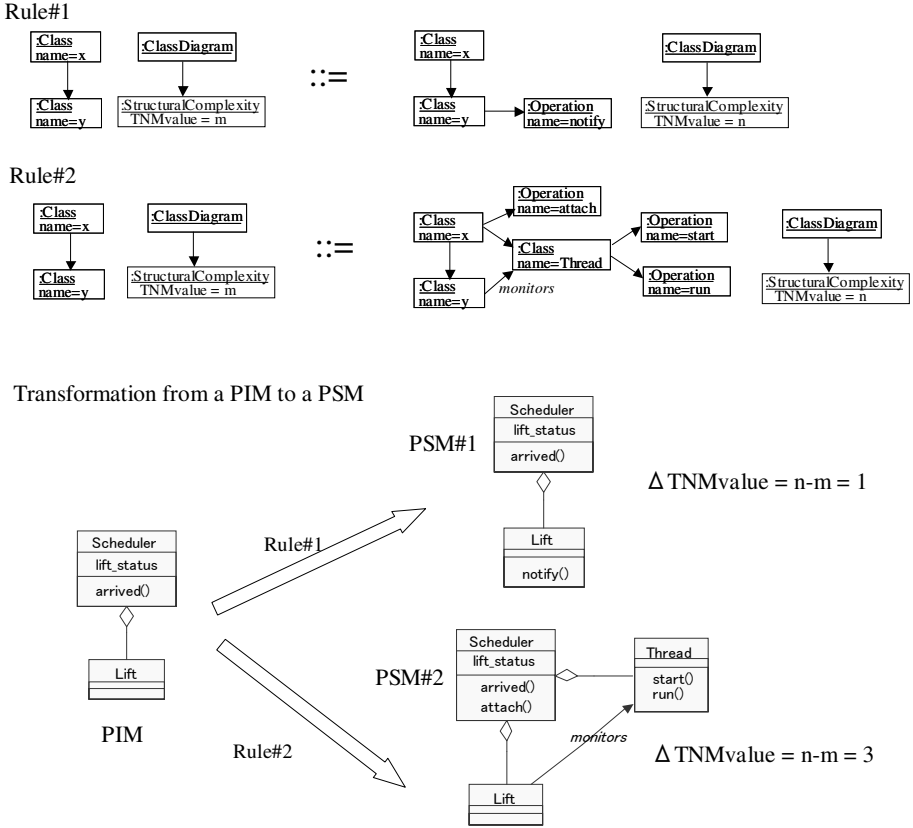 Rule#1
:Class
name=x
:ClassDiagram
::=
:Class
name=x
:ClassDiagram
:Class
name=y
:StructuralComplexity
TNMvalue = m
:Class
name=y
:Operation
name=notify
:StructuralComplexity
TNMvalue = n
Rule#2
:Class
name=x
:ClassDiagram
::=
:Class
name=x
:Operation
name=attach
:Operation
name=start
:ClassDiagram
:Class
name=y
:StructuralComplexity
TNMvalue = m
:Class
name=Thread
:Class
name=y
monitors
:Operation
name=run
:StructuralComplexity
TNMvalue = n
Transformation from a PIM to a PSM
PSM#1
Scheduler
lift_status
arrived()
Δ TNMvalue = n-m = 1
Lift
notify()
Rule#1
Scheduler
lift_status
arrived()
Lift
PIM
Rule#2
PSM#2
Scheduler
lift_status
arrived()
attach()
Thread
start()
run()
monitors
Δ TNMvalue = n-m = 3
Lift